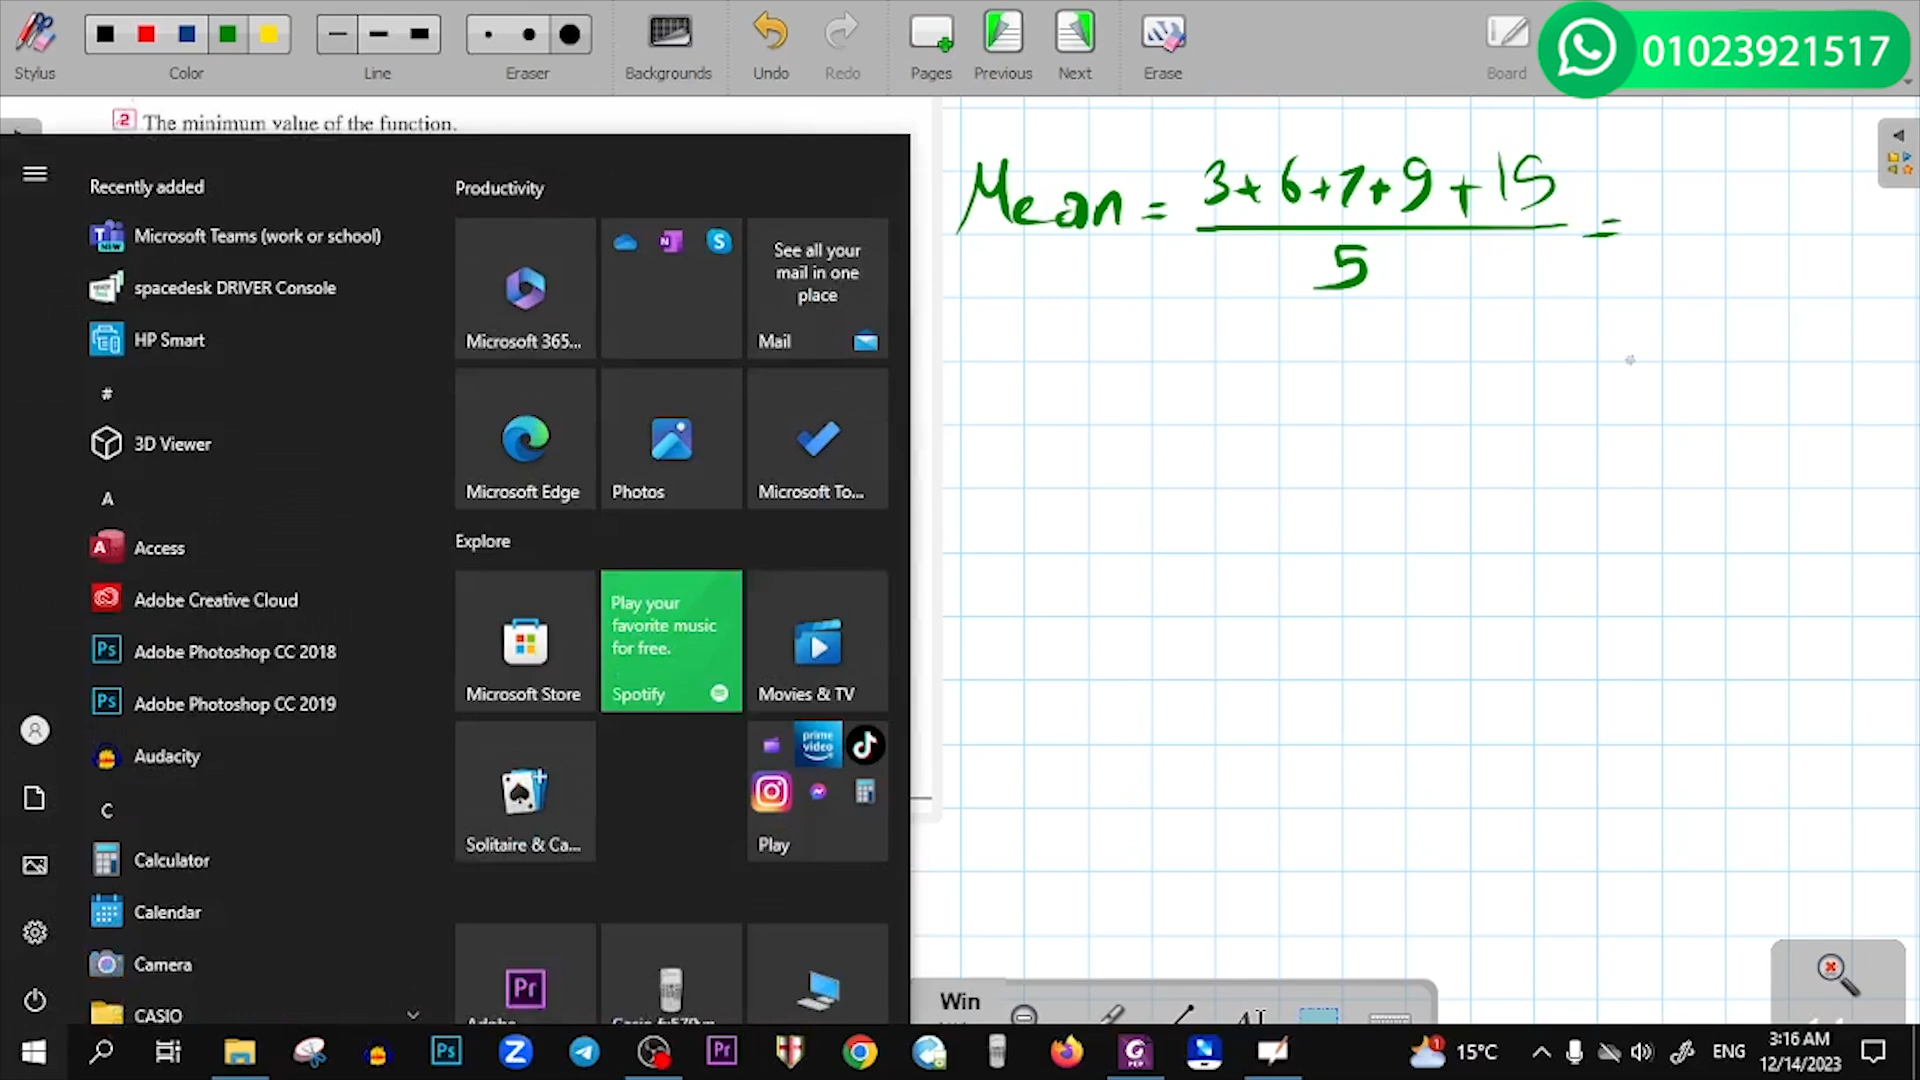 Stylus
Color
Line
Eraser
Backgrounds
Undo
Redo
Pages
Previous
Next
Erase
Board
01023921517
2 The minimum value of the function.
Mean = 3+6+7+9+15 =
5
Recently added
Microsoft Teams (work or school)
spacedesk DRIVER Console
HP Smart
#
3D Viewer
A
Access
Adobe Creative Cloud
Adobe Photoshop CC 2018
Adobe Photoshop CC 2019
Audacity
C
Calculator
Calendar
Camera
CASIO
Productivity
Microsoft 365...
See all your
mail in one
place
Mail
Microsoft Edge
Photos
Microsoft To...
Explore
Microsoft Store
Play your
favorite music
for free.
Spotify
Movies & TV
Solitaire & Ca...
prime
video
Play
Adobe
Win
15°C
ENG
3:16 AM
12/14/2023